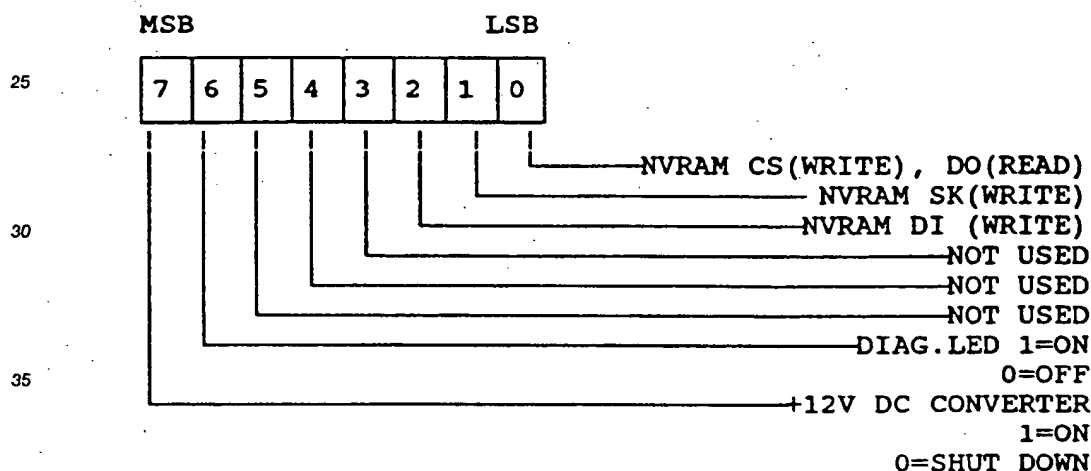 MSB LSB
25 7 6 5 4 3 2 1 0
NVRAM CS(WRITE), DO(READ)
NVRAM SK(WRITE)
30 NVRAM DI (WRITE)
NOT USED
NOT USED
NOT USED
DIAG.LED 1=ON
35 0=OFF
+12V DC CONVERTER
1=ON
0=SHUT DOWN